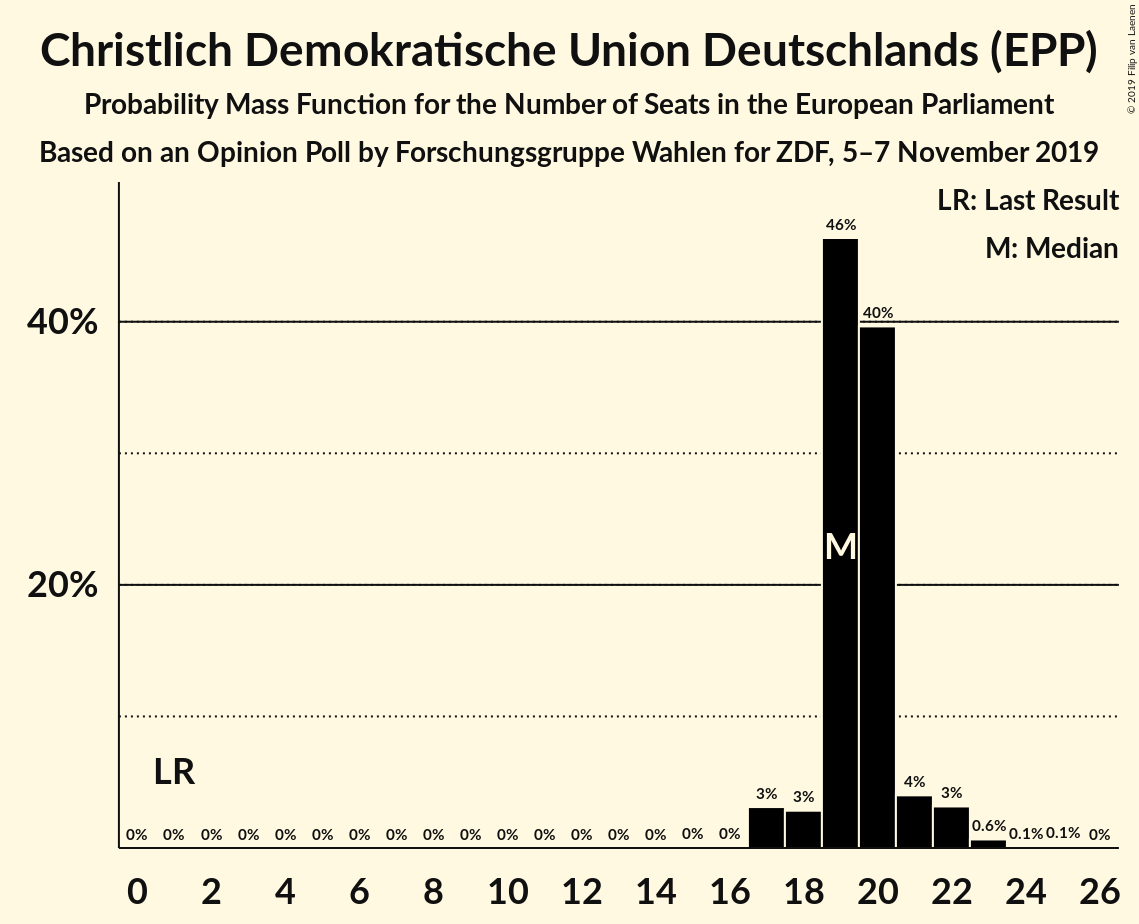 Christlich Demokratische Union Deutschlands (EPP)
Probability Mass Function for the Number of Seats in the European Parliament
Based on an Opinion Poll by Forschungsgruppe Wahlen for ZDF, 5–7 November 2019
© 2019 Filip van Laenen
LR: Last Result
M: Median
46%
40%
40%
M
20%
LR
0% 0% 0% 0% 0% 0% 0% 0% 0% 0% 0% 0% 0% 0% 0% 0% 0% 3% 3% 4% 3% 0.6% 0.1% 0.1% 0%
0 2 4 6 8 10 12 14 16 18 20 22 24 26